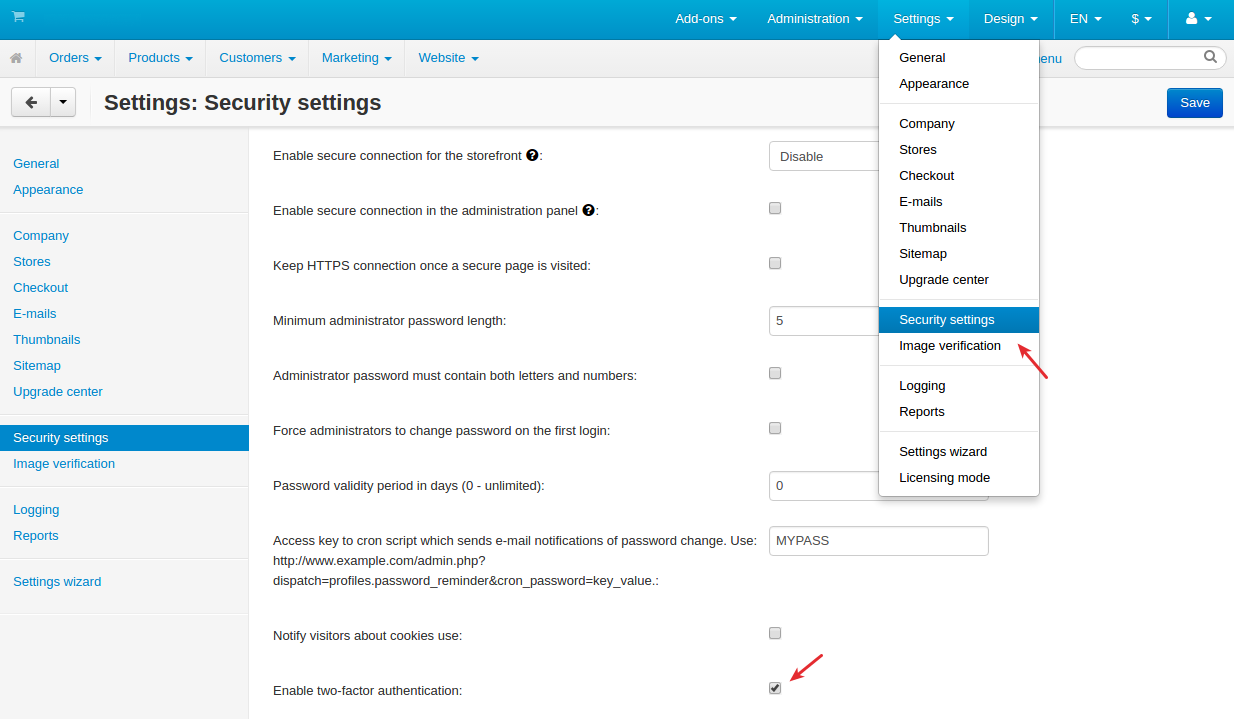 Add-ons Administration Settings Design EN $
Orders Products Customers Marketing Website enu
Settings: Security settings
Save
General
Appearance
Company
Stores
Checkout
E-mails
Thumbnails
Sitemap
Upgrade center
Security settings
Image verification
Logging
Reports
Settings wizard
Enable secure connection for the storefront ?:
Disable
Enable secure connection in the administration panel ?:
Keep HTTPS connection once a secure page is visited:
Minimum administrator password length:
5
Administrator password must contain both letters and numbers:
Force administrators to change password on the first login:
Password validity period in days (0 - unlimited):
0
Access key to cron script which sends e-mail notifications of password change. Use:
http://www.example.com/admin.php?
dispatch=profiles.password_reminder&cron_password=key_value.:
MYPASS
Notify visitors about cookies use:
Enable two-factor authentication:
General
Appearance
Company
Stores
Checkout
E-mails
Thumbnails
Sitemap
Upgrade center
Security settings
Image verification
Logging
Reports
Settings wizard
Licensing mode